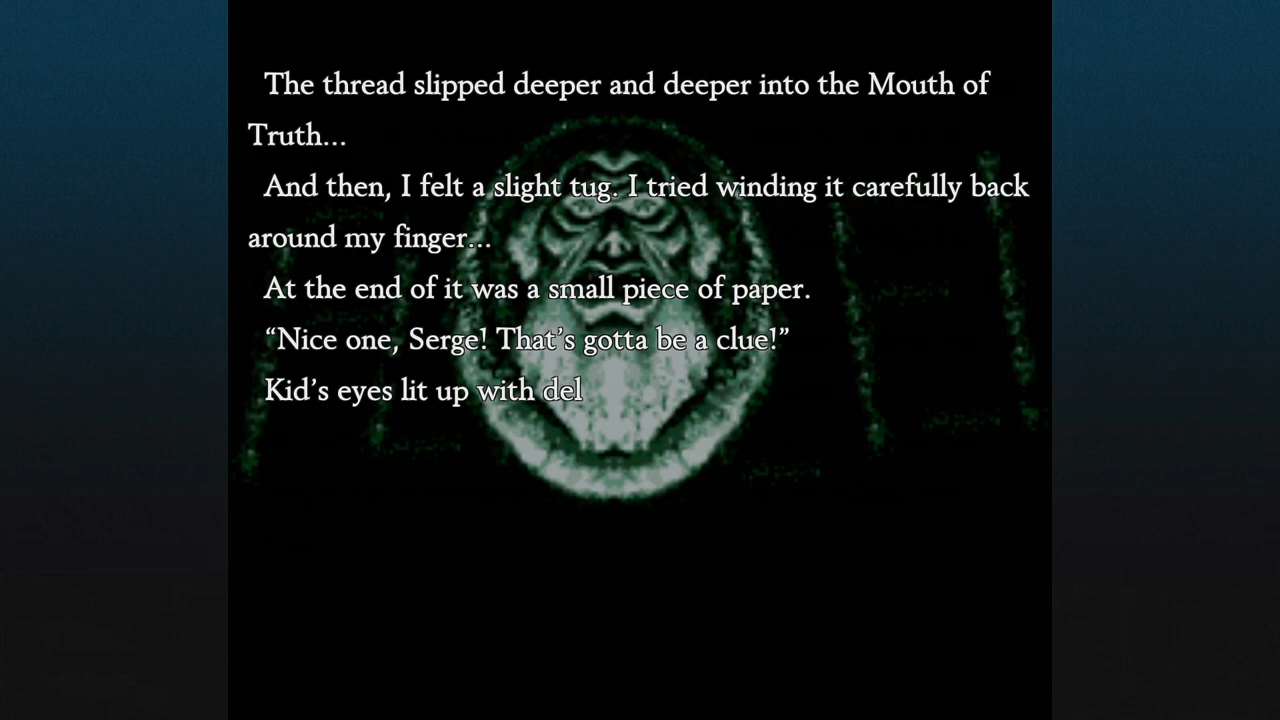 The thread slipped deeper and deeper into the Mouth of
Truth...
And then, I felt a slight tug. I tried winding it carefully back
around my finger...
At the end of it was a small piece of paper.
“Nice one, Serge! That’s gotta be a clue!”
Kid’s eyes lit up with del